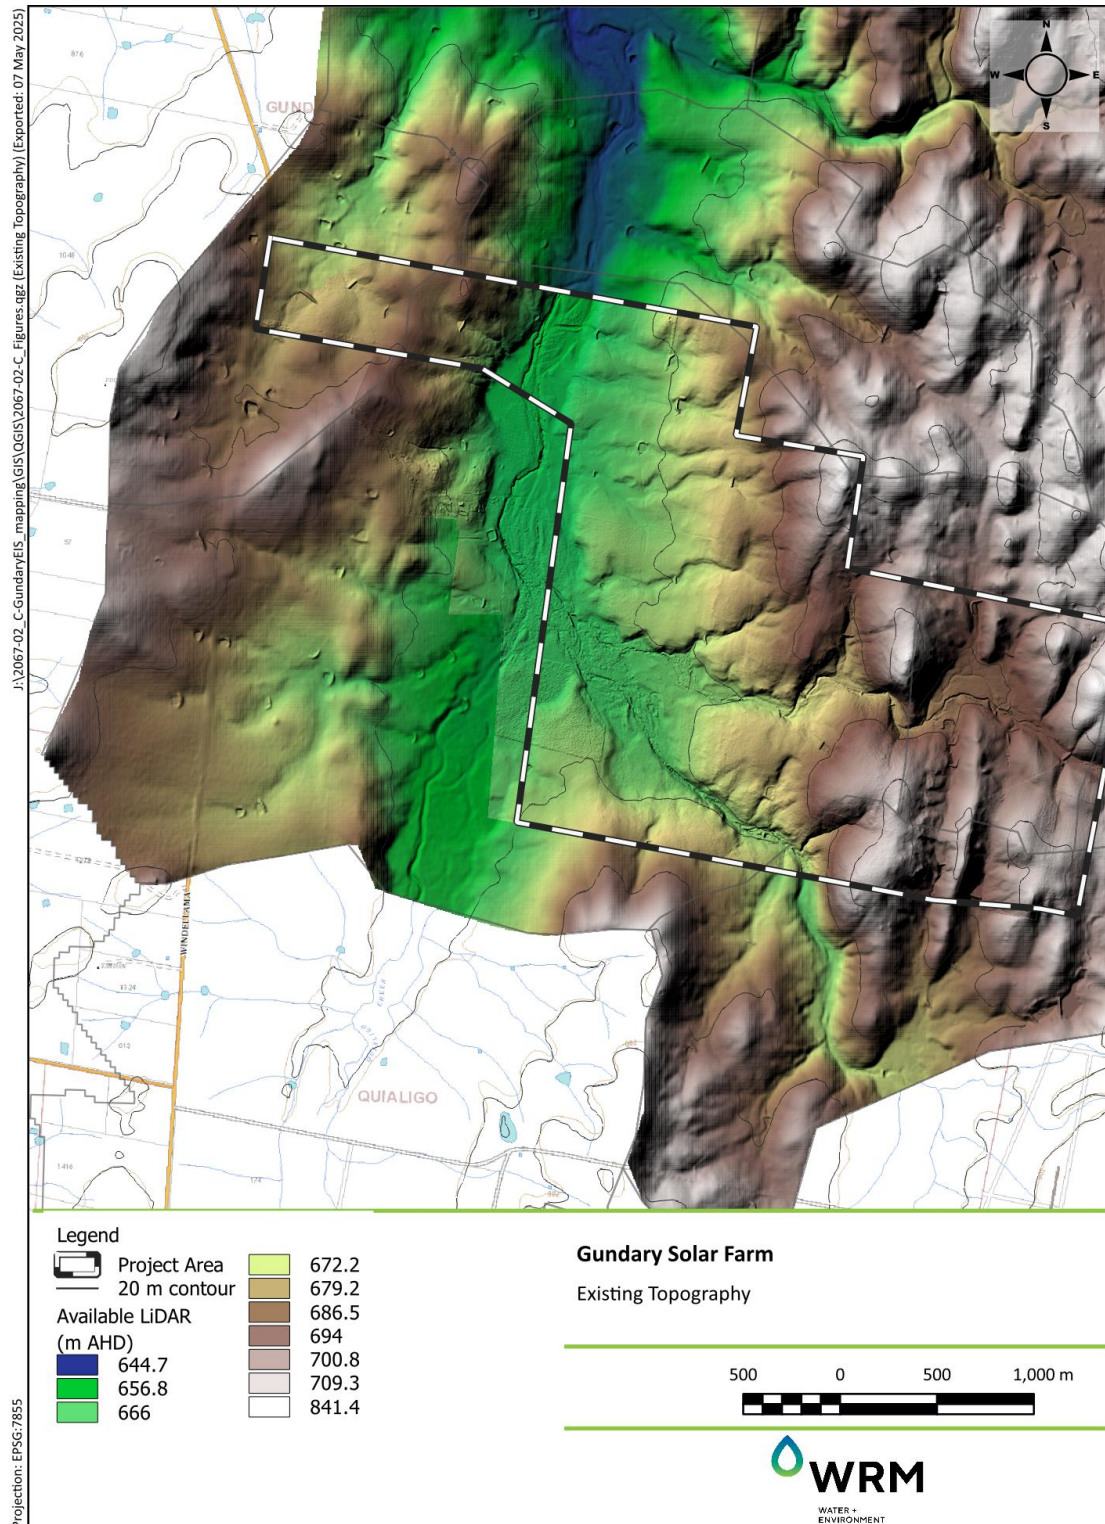 J:\2067-02_C-GundaryEIS_mapping\GIS\QGIS\2067-02-C_Figures.qgz (Existing Topography) (Exported: 07 May 2025)
Projection: EPSG:7855
N
W
E
S
GUND
WINDELLAMA
QUIALIGO
Legend
Project Area
20 m contour
Available LiDAR
(m AHD)
644.7
656.8
666
672.2
679.2
686.5
694
700.8
709.3
841.4
Gundary Solar Farm
Existing Topography
500 0 500 1,000 m
WRM
WATER +
ENVIRONMENT